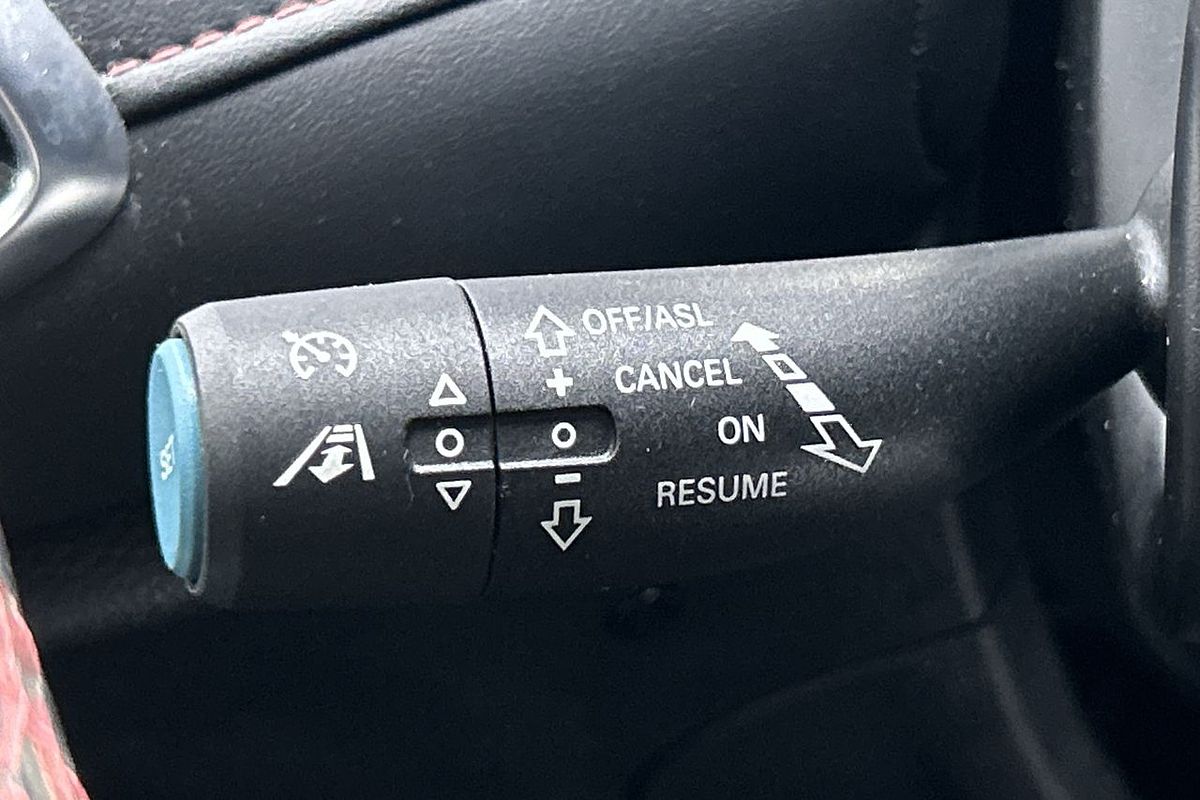 OFF/ASL
+
CANCEL
ON
-
RESUME